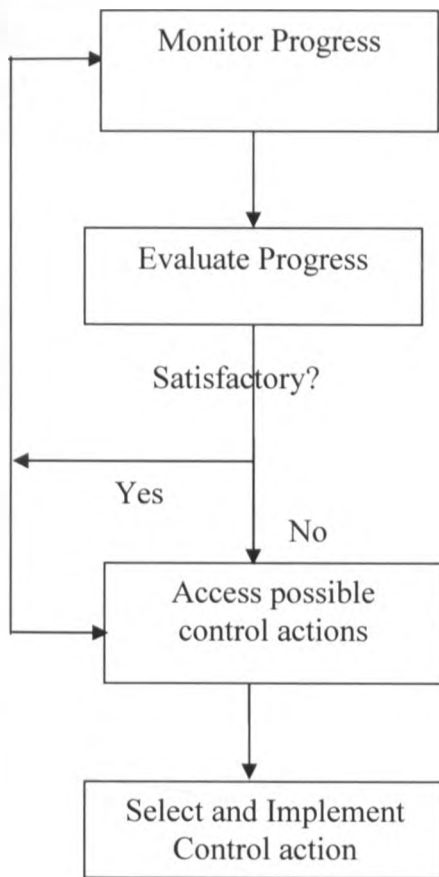 Monitor Progress
Evaluate Progress
Satisfactory?
Yes
No
Access possible
control actions
Select and Implement
Control action